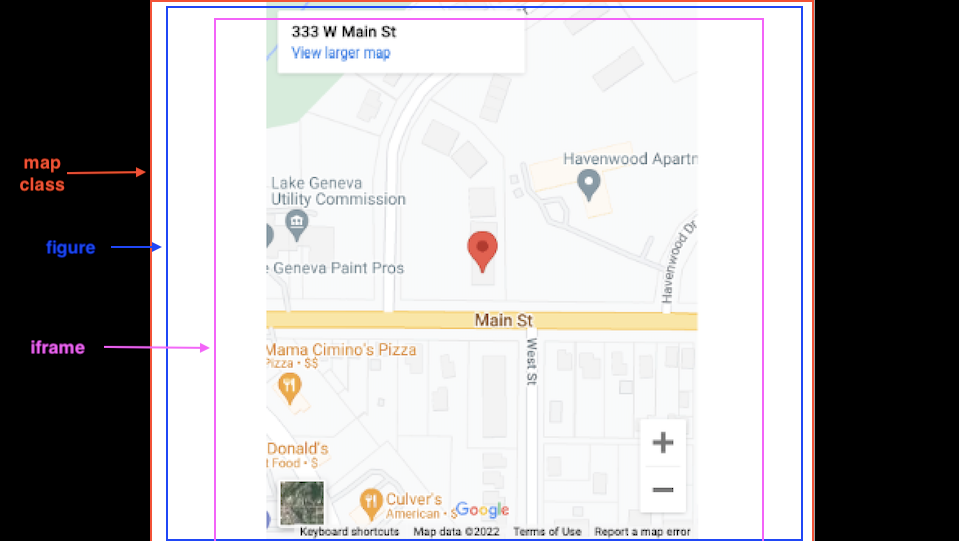 333 W Main St
View larger map
map
class
figure
iframe
Havenwood Apartn
Lake Geneva
Utility Commission
Geneva Paint Pros
Havenwood Dr
Main St
West St
Mama Cimino's Pizza
Pizza • $$
Donald's
Food • $
Culver's
American • $
Google
Keyboard shortcuts
Map data ©2022
Terms of Use
Report a map error